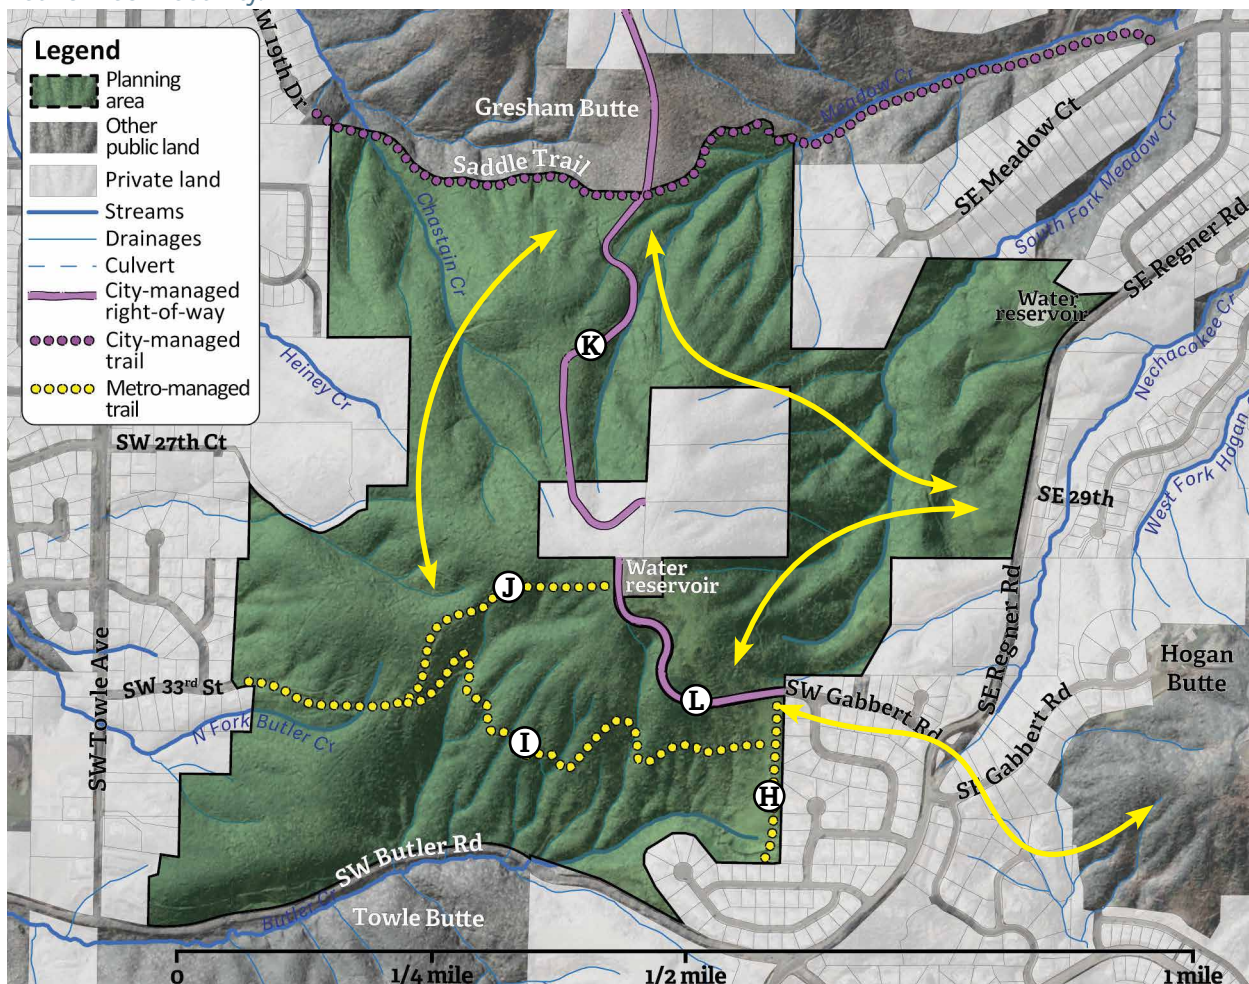 Legend
Planning
area
Other
public land
Private land
Streams
Drainages
Culvert
City-managed
right-of-way
City-managed
trail
Metro-managed
trail
SW 19th Dr
Gresham Butte
Saddle Trail
Meadow Cr
SE Meadow Ct
South Fork Meadow Cr
SE Regner Rd
Chastain Cr
Water
reservoir
Nechacokee Cr
K
Heiney Cr
SW 27th Ct
SE 29th
West Fork Hogan
J
Water
reservoir
SE Regner Rd
SW Towle Ave
SW 33rd St
N Fork Butler Cr
L
SW Gabbert Rd
Hogan
Butte
I
SE Gabbert Rd
H
SW Butler Rd
Butler Cr
Towle Butte
0
1/4 mile
1/2 mile
1 mile